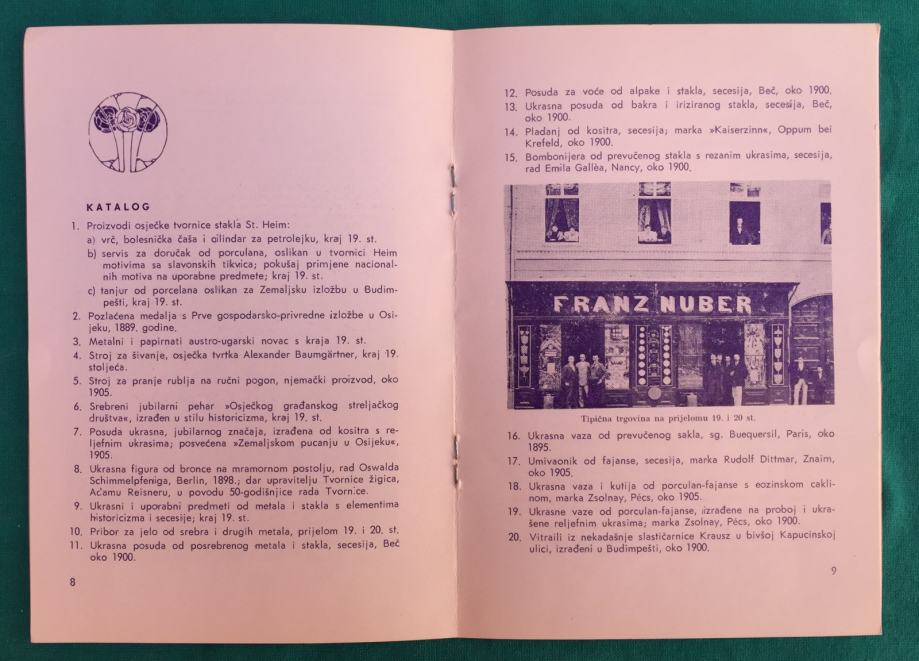 KATALOG
1. Proizvodi osječke tvornice stakla St. Heim:
a) vrč, bolesnička čaša i cilindar za petrolejku, kraj 19. st.
b) servis za doručak od porculana, oslikan u tvornici Heim
motivima sa slavonskih tikvica; pokušaj primjene nacional-
nih motiva na uporabne predmete; kraj 19. st.
c) tanjur od porcelana oslikan za Zemaljsku izložbu u Budim-
pešti, kraj 19. st.
2. Pozlaćena medalja s Prve gospodarsko-privredne izložbe u Osi-
jeku, 1889. godine.
3. Metalni i papirnati austro-ugarski novac s kraja 19. st.
4. Stroj za šivanje, osječka tvrtka Alexander Baumgärtner, kraj 19.
stoljeća.
5. Stroj za pranje rublja na ručni pogon, njemački proizvod, oko
1905.
6. Srebreni jubilarni pehar »Osječkog građanskog streljačkog
društva«, izrađen u stilu historicizma, kraj 19. st.
7. Posuda ukrasna, jubilarnog značaja, izrađena od kositra s re-
ljefnim ukrasima; posvećena »Zemaljskom pucanju u Osijeku«,
1905.
8. Ukrasna figura od bronce na mramornom postolju, rad Oswalda
Schimmelpfeniga, Berlin, 1898.; dar upravitelju Tvornice žigica,
Adamu Reisneru, u povodu 50-godišnjice rada Tvornice.
9. Ukrasni i uporabni predmeti od metala i stakla s elementima
historicizma i secesije; kraj 19. st.
10. Pribor za jelo od srebra i drugih metala, prijelom 19. i 20. st.
11. Ukrasna posuda od posrebrenog metala i stakla, secesija, Beč
oko 1900.
8
12. Posuda za voće od alpake i stakla, secesija, Beč, oko 1900.
13. Ukrasna posuda od bakra i iriziranog stakla, secesija, Beč,
oko 1900.
14. Pladanj od kositra, secesija; marka »Kaiserzinn«, Oppum bei
Krefeld, oko 1900.
15. Bombonijera od prevučenog stakla s rezanim ukrasima, secesija,
rad Emila Gallèa, Nancy, oko 1900.
FRANZ NUBER
Tipična trgovina na prijelomu 19. i 20 st.
16. Ukrasna vaza od prevučenog sakla, sg. Buequersil, Paris, oko
1895.
17. Umivaonik od fajanse, secesija, marka Rudolf Dittmar, Znaim,
oko 1905.
18. Ukrasna vaza i kutija od porculan-fajanse s eozinskom cakli-
nom, marka Zsolnay, Pécs, oko 1905.
19. Ukrasne vaze od porculan-fajanse, izrađene na proboj i ukra-
šene reljefnim ukrasima; marka Zsolnay, Pécs, oko 1900.
20. Vitraili iz nekadašnje slastičarnice Krausz u bivšoj Kapucinskoj
ulici, izrađeni u Budimpešti, oko 1900.
9